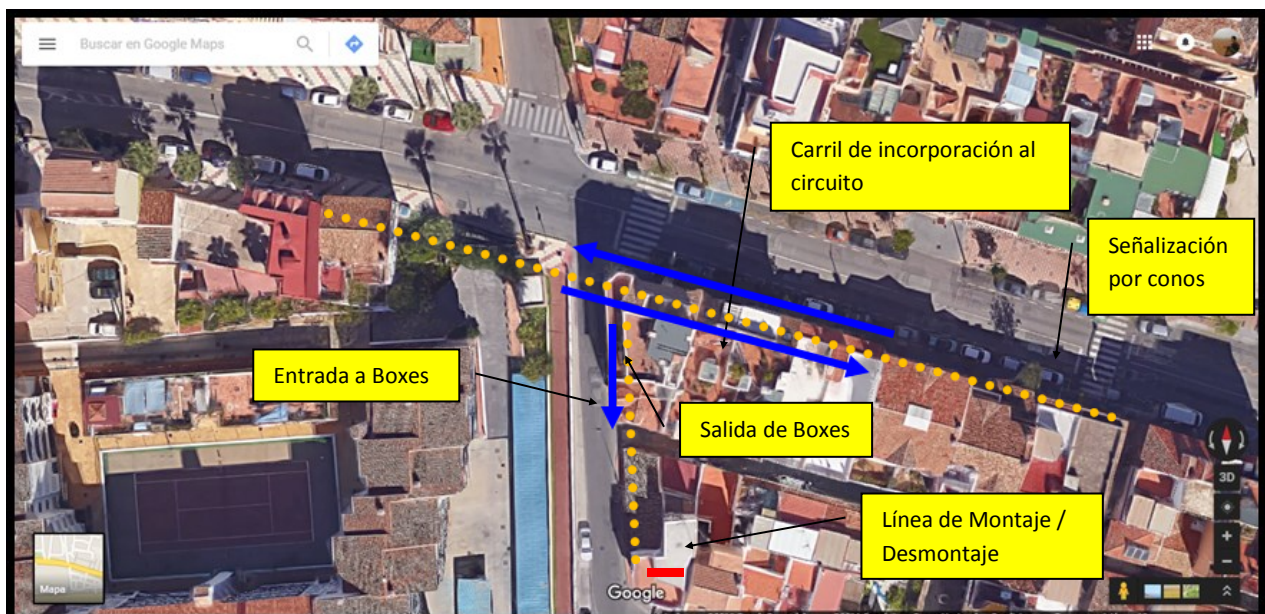 Buscar en Google Maps
Carril de incorporación al
circuito
Señalización
por conos
Entrada a Boxes
Salida de Boxes
Línea de Montaje /
Desmontaje
3D
Mapa
Google